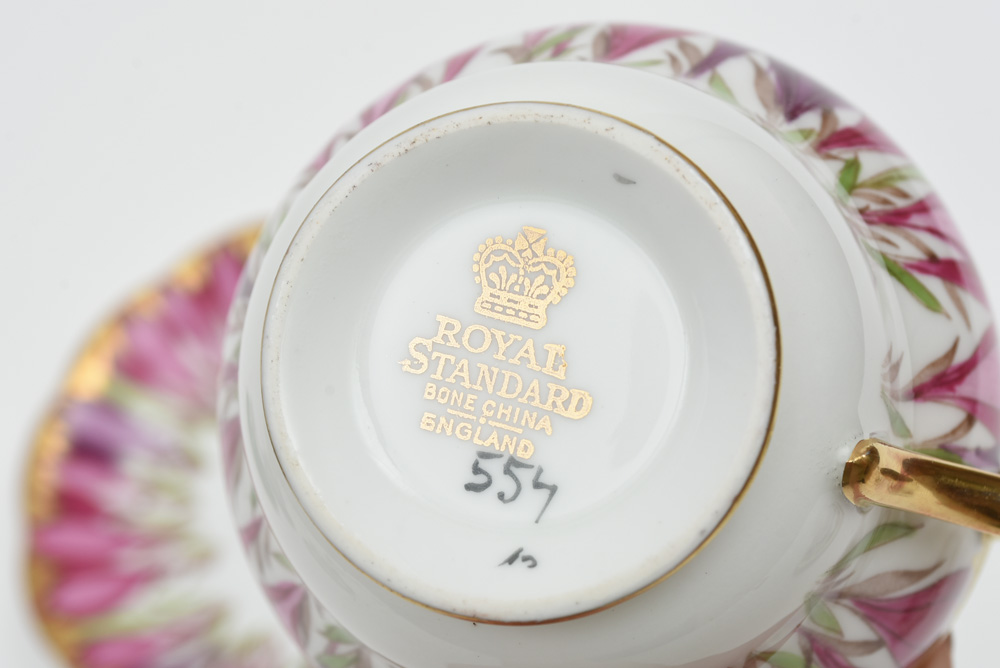 ROYAL
STANDARD
BONE CHINA
ENGLAND
554